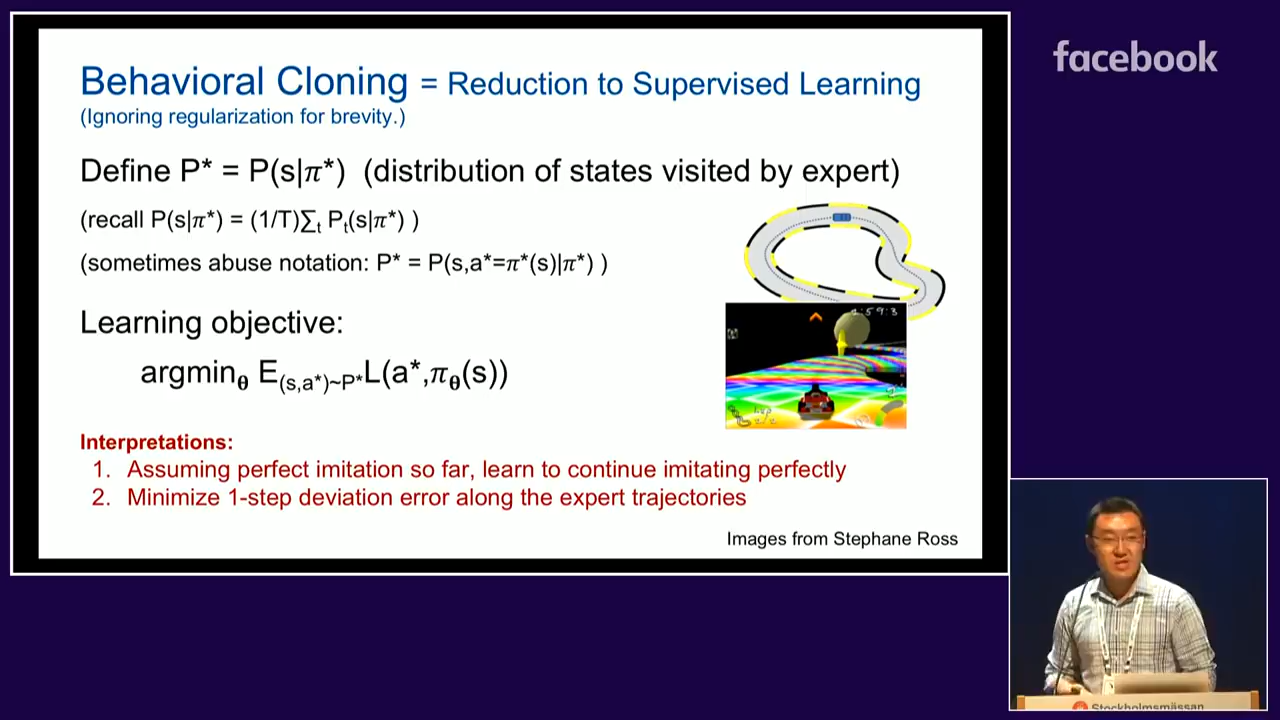 facebook
Behavioral Cloning = Reduction to Supervised Learning
(Ignoring regularization for brevity.)
Define P* = P(s|π*) (distribution of states visited by expert)
(recall P(s|π*) = (1/T)∑t Pt(s|π*) )
(sometimes abuse notation: P* = P(s,a*=π*(s)|π*) )
Learning objective:
argminθ E(s,a*)~P*L(a*,πθ(s))
Interpretations:
1. Assuming perfect imitation so far, learn to continue imitating perfectly
2. Minimize 1-step deviation error along the expert trajectories
Images from Stephane Ross
Stockholmsmässan